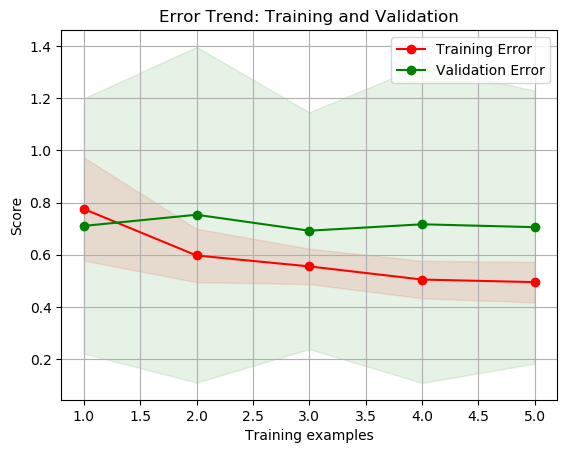 Error Trend: Training and Validation
Training Error
Validation Error
Score
1.4
1.2
1.0
0.8
0.6
0.4
0.2
1.0 1.5 2.0 2.5 3.0 3.5 4.0 4.5 5.0
Training examples